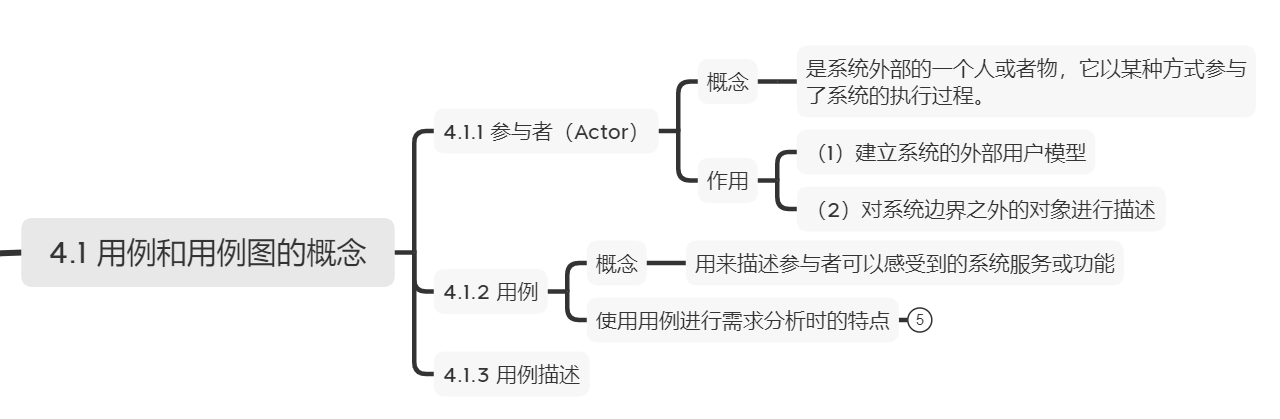 4.1 用例和用例图的概念
4.1.1 参与者（Actor）
概念
是系统外部的一个人或者物，它以某种方式参与
了系统的执行过程。
作用
（1）建立系统的外部用户模型
（2）对系统边界之外的对象进行描述
4.1.2 用例
概念
用来描述参与者可以感受到的系统服务或功能
使用用例进行需求分析时的特点
5
4.1.3 用例描述